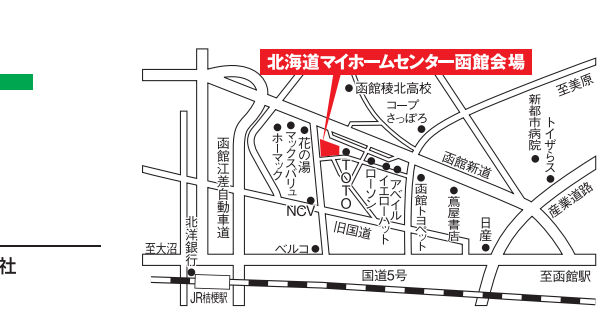 北海道マイホームセンター函館会場
函館稜北高校
至美原
コープ
さっぽろ
新都市病院
トイザらス
花の湯
マックスバリュ
ホーマック
函館江差自動車道
TOTO
ローソン
イエローハット
アベイル
函館新道
函館トヨペット
蔦屋書店
産業道路
NCV
旧国道
日産
北洋銀行
ベルコ
至大沼
国道5号
至函館駅
JR桔梗駅
社